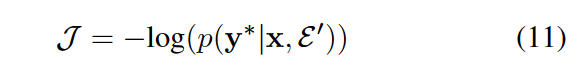 𝒥 = −log(p(y*|x, ℰ′)) (11)